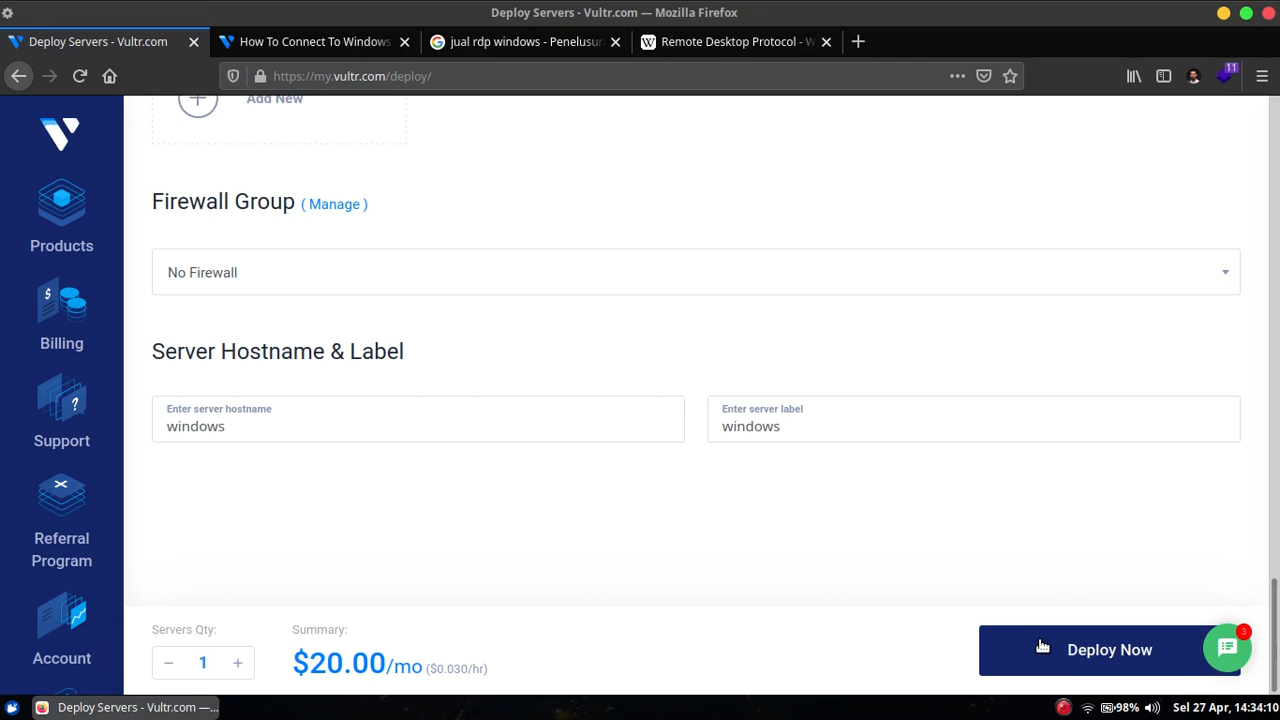 Deploy Servers - Vultr.com — Mozilla Firefox
Deploy Servers - Vultr.com
How To Connect To Windows
jual rdp windows - Penelusur
Remote Desktop Protocol - W
https://my.vultr.com/deploy/
11
Add New
Firewall Group ( Manage )
No Firewall
Server Hostname & Label
Enter server hostname
windows
Enter server label
windows
Products
Billing
Support
Referral
Program
Account
Servers Qty:
1
Summary:
$20.00/mo ($0.030/hr)
Deploy Now
3
Deploy Servers - Vultr.com —...
98%
Sel 27 Apr, 14:34:10